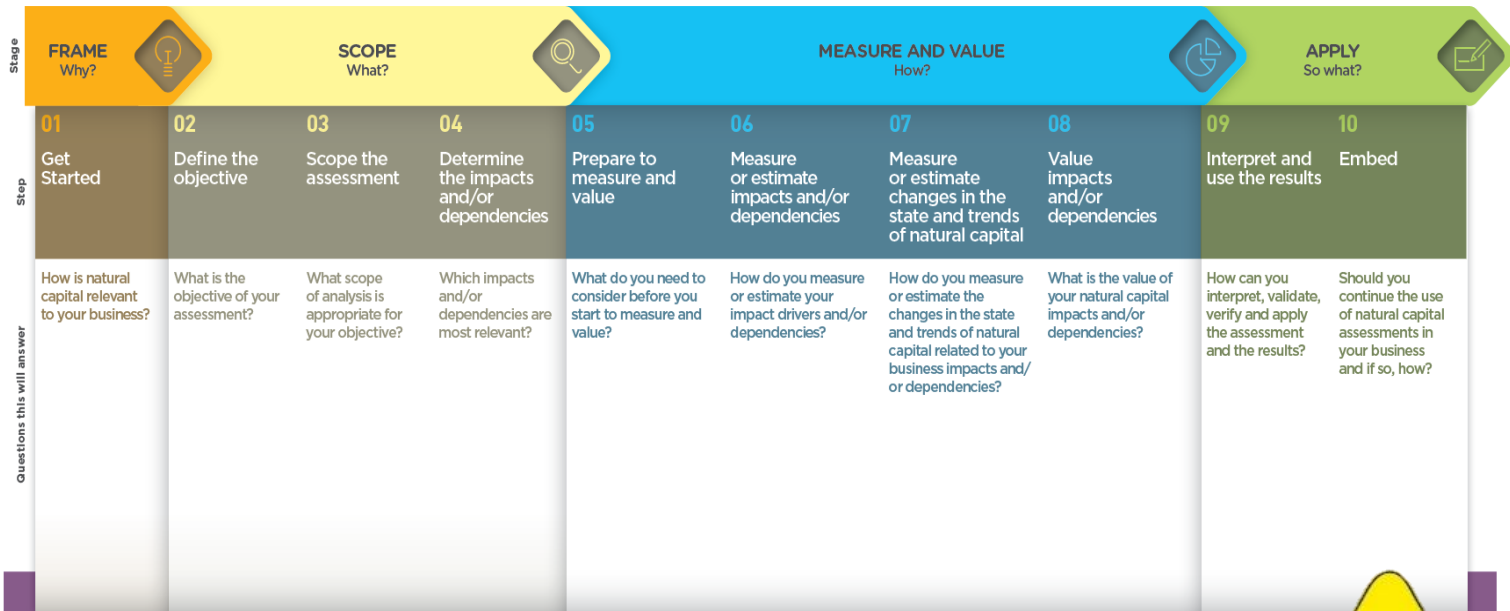 Stage
FRAME
Why?
SCOPE
What?
MEASURE AND VALUE
How?
APPLY
So what?
Step
01
Get
Started
02
Define the
objective
03
Scope the
assessment
04
Determine
the impacts
and/or
dependencies
05
Prepare to
measure and
value
06
Measure
or estimate
impacts and/or
dependencies
07
Measure
or estimate
changes in the
state and trends
of natural capital
08
Value
impacts
and/or
dependencies
09
Interpret and
use the results
10
Embed
Questions this will answer
How is natural
capital relevant
to your business?
What is the
objective of your
assessment?
What scope
of analysis is
appropriate for
your objective?
Which impacts
and/or
dependencies are
most relevant?
What do you need to
consider before you
start to measure and
value?
How do you measure
or estimate your
impact drivers and/or
dependencies?
How do you measure
or estimate the
changes in the state
and trends of natural
capital related to your
business impacts and/
or dependencies?
What is the value of
your natural capital
impacts and/or
dependencies?
How can you
interpret, validate,
verify and apply
the assessment
and the results?
Should you
continue the use
of natural capital
assessments in
your business
and if so, how?